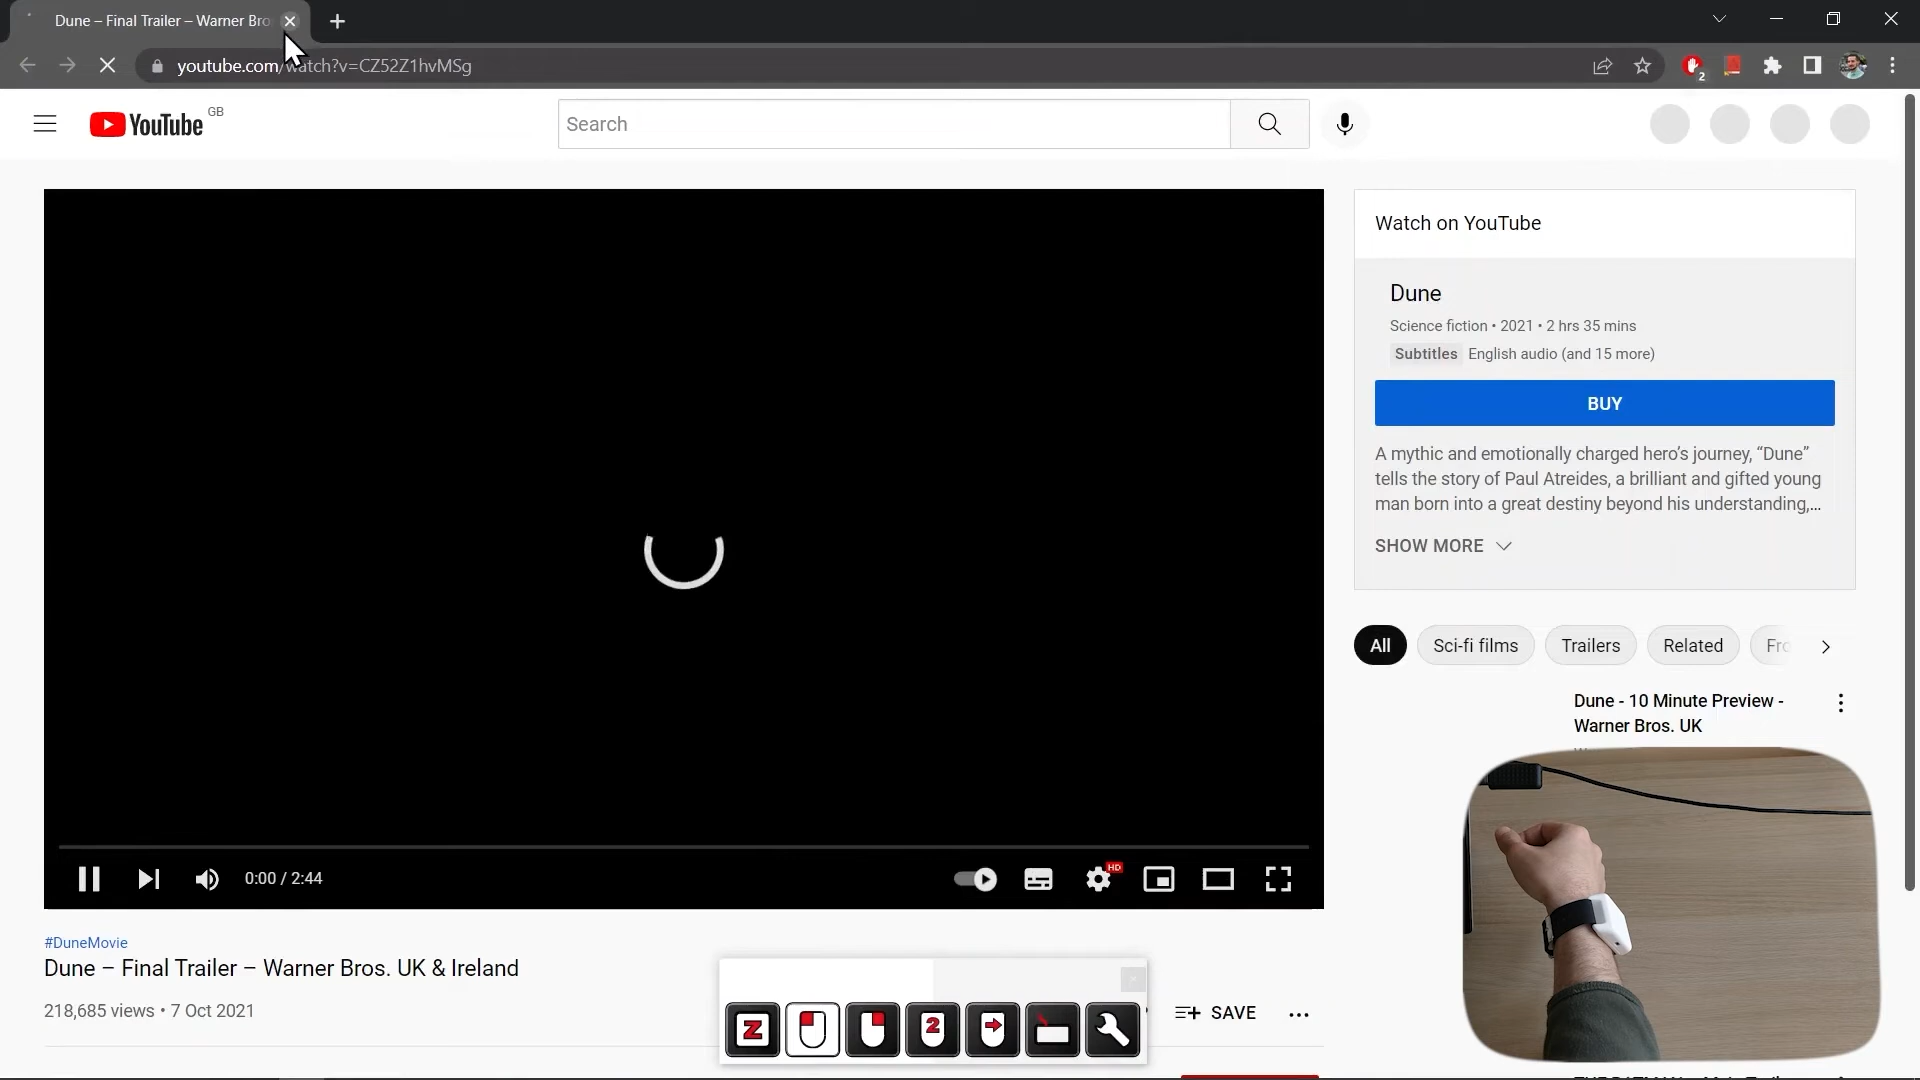 Dune – Final Trailer – Warner Bro
youtube.com/watch?v=CZ52Z1hvMSg
2
YouTube GB
Search
Watch on YouTube
Dune
Science fiction • 2021 • 2 hrs 35 mins
Subtitles English audio (and 15 more)
BUY
A mythic and emotionally charged hero’s journey, “Dune”
tells the story of Paul Atreides, a brilliant and gifted young
man born into a great destiny beyond his understanding,...
SHOW MORE
All Sci-fi films Trailers Related Fro
Dune - 10 Minute Preview -
Warner Bros. UK
0:00 / 2:44
HD
#DuneMovie
Dune – Final Trailer – Warner Bros. UK & Ireland
218,685 views • 7 Oct 2021
SAVE
Z 2